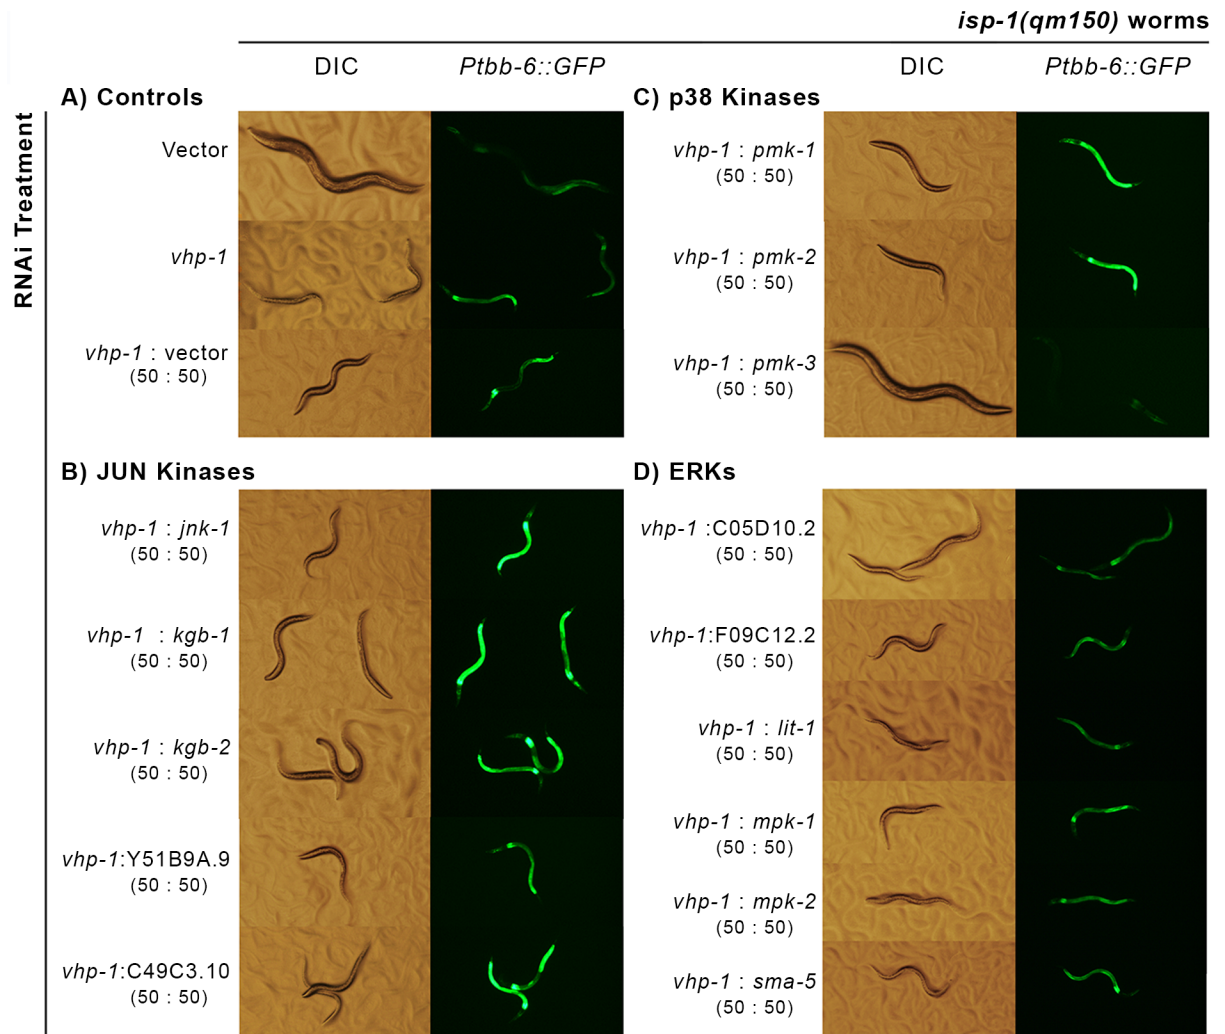 isp-1(qm150) worms
DIC
Ptbb-6::GFP
DIC
Ptbb-6::GFP
RNAi Treatment
A) Controls
Vector
vhp-1
vhp-1 : vector
(50 : 50)
B) JUN Kinases
vhp-1 : jnk-1
(50 : 50)
vhp-1 : kgb-1
(50 : 50)
vhp-1 : kgb-2
(50 : 50)
vhp-1:Y51B9A.9
(50 : 50)
vhp-1:C49C3.10
(50 : 50)
C) p38 Kinases
vhp-1 : pmk-1
(50 : 50)
vhp-1 : pmk-2
(50 : 50)
vhp-1 : pmk-3
(50 : 50)
D) ERKs
vhp-1 :C05D10.2
(50 : 50)
vhp-1:F09C12.2
(50 : 50)
vhp-1 : lit-1
(50 : 50)
vhp-1 : mpk-1
(50 : 50)
vhp-1 : mpk-2
(50 : 50)
vhp-1 : sma-5
(50 : 50)